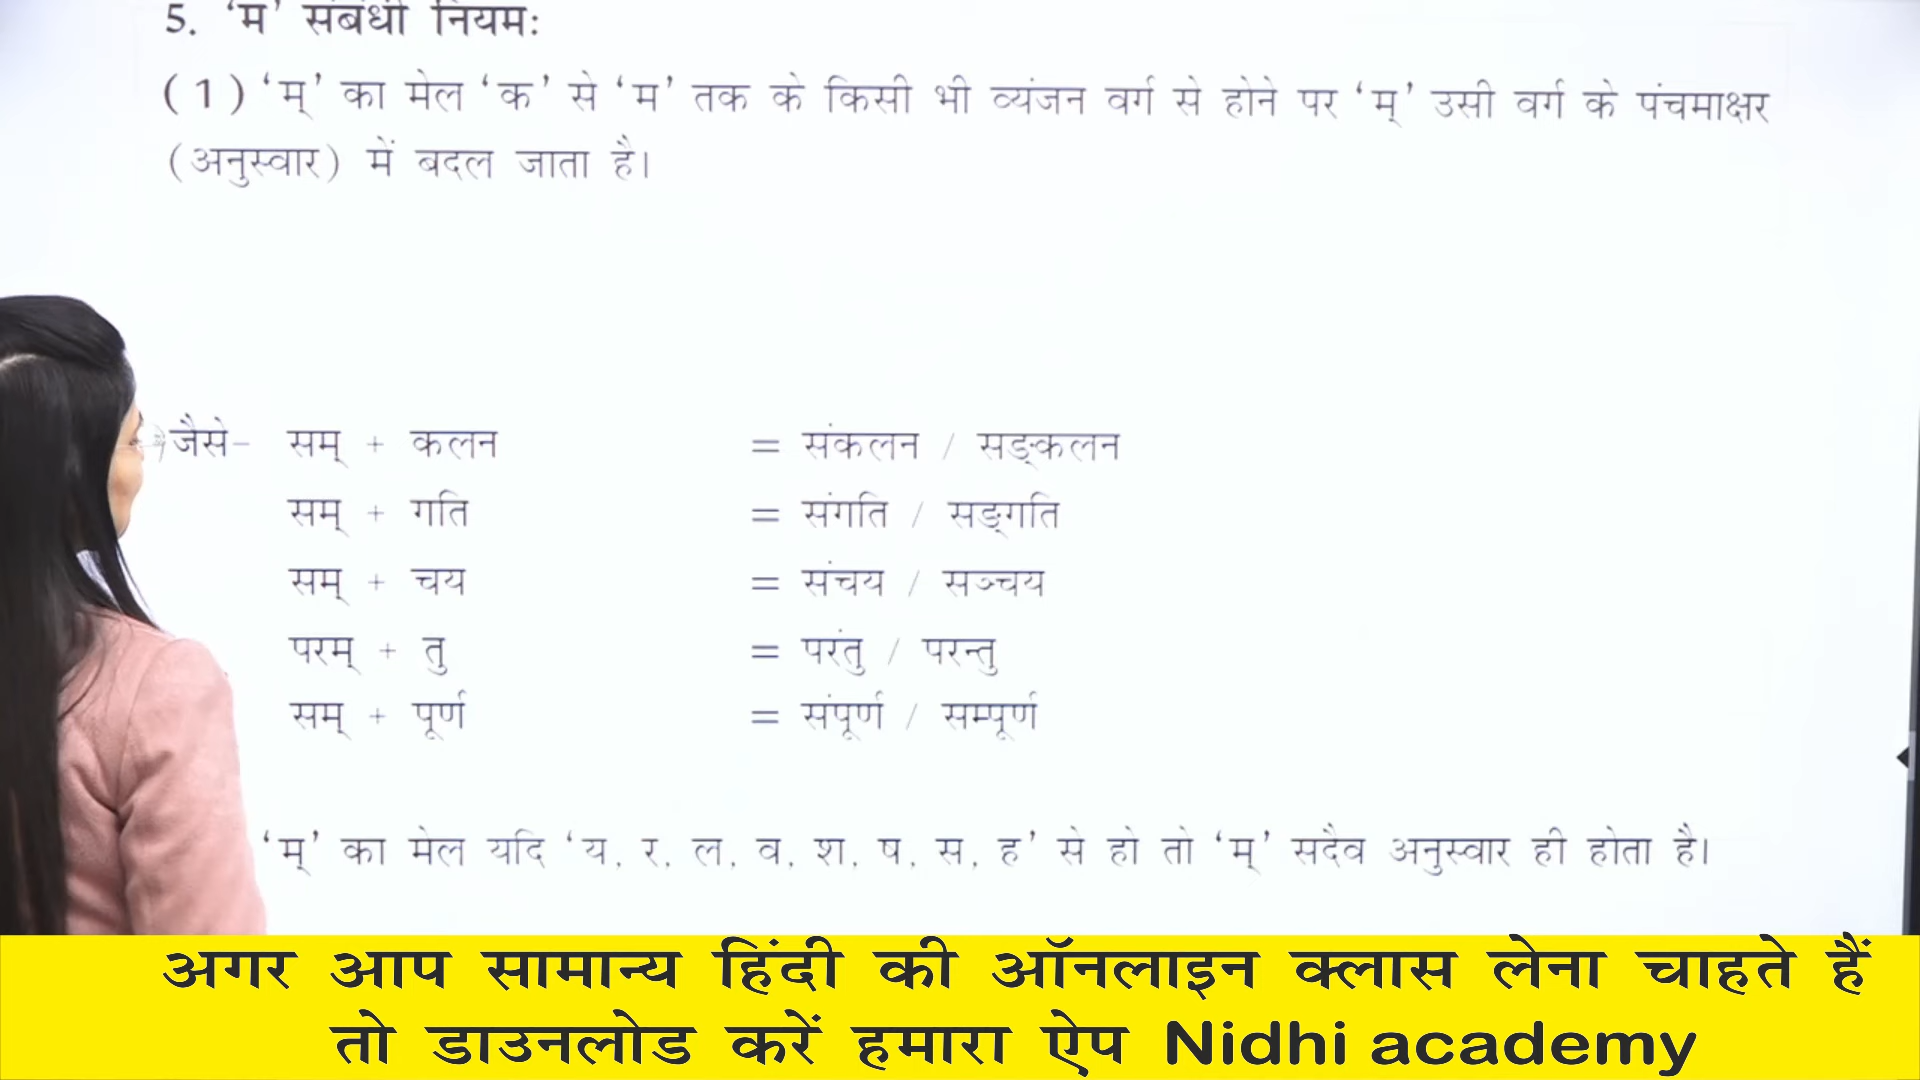 5. ‘म’ संबंधी नियमः
(1) ‘म्’ का मेल ‘क’ से ‘म’ तक के किसी भी व्यंजन वर्ग से होने पर ‘म्’ उसी वर्ग के पंचमाक्षर
(अनुस्वार) में बदल जाता है।
जैसे- सम् + कलन = संकलन / सङ्कलन
सम् + गति = संगति / सङ्गति
सम् + चय = संचय / सञ्चय
परम् + तु = परंतु / परन्तु
सम् + पूर्ण = संपूर्ण / सम्पूर्ण
‘म्’ का मेल यदि ‘य, र, ल, व, श, ष, स, ह’ से हो तो ‘म्’ सदैव अनुस्वार ही होता है।
अगर आप सामान्य हिंदी की ऑनलाइन क्लास लेना चाहते हैं
तो डाउनलोड करें हमारा ऐप Nidhi academy